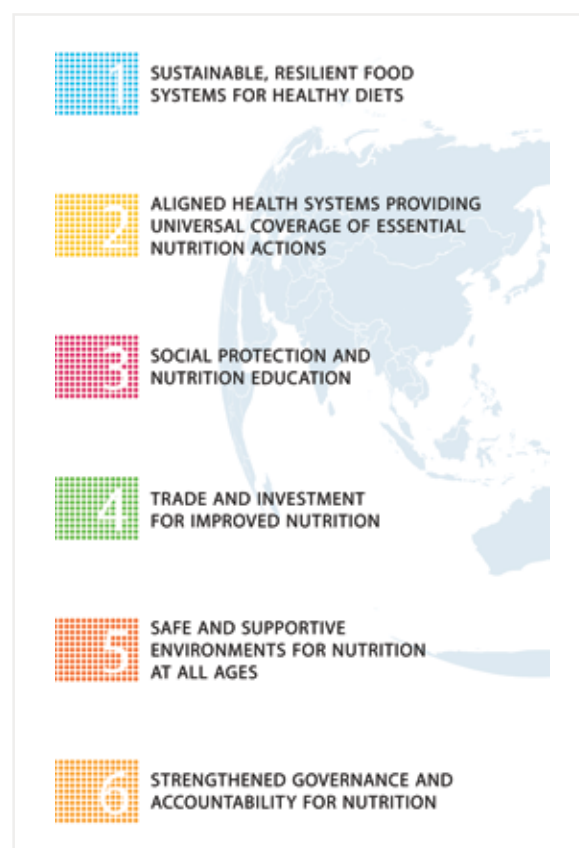 1
SUSTAINABLE, RESILIENT FOOD
SYSTEMS FOR HEALTHY DIETS
2
ALIGNED HEALTH SYSTEMS PROVIDING
UNIVERSAL COVERAGE OF ESSENTIAL
NUTRITION ACTIONS
3
SOCIAL PROTECTION AND
NUTRITION EDUCATION
4
TRADE AND INVESTMENT
FOR IMPROVED NUTRITION
5
SAFE AND SUPPORTIVE
ENVIRONMENTS FOR NUTRITION
AT ALL AGES
6
STRENGTHENED GOVERNANCE AND
ACCOUNTABILITY FOR NUTRITION